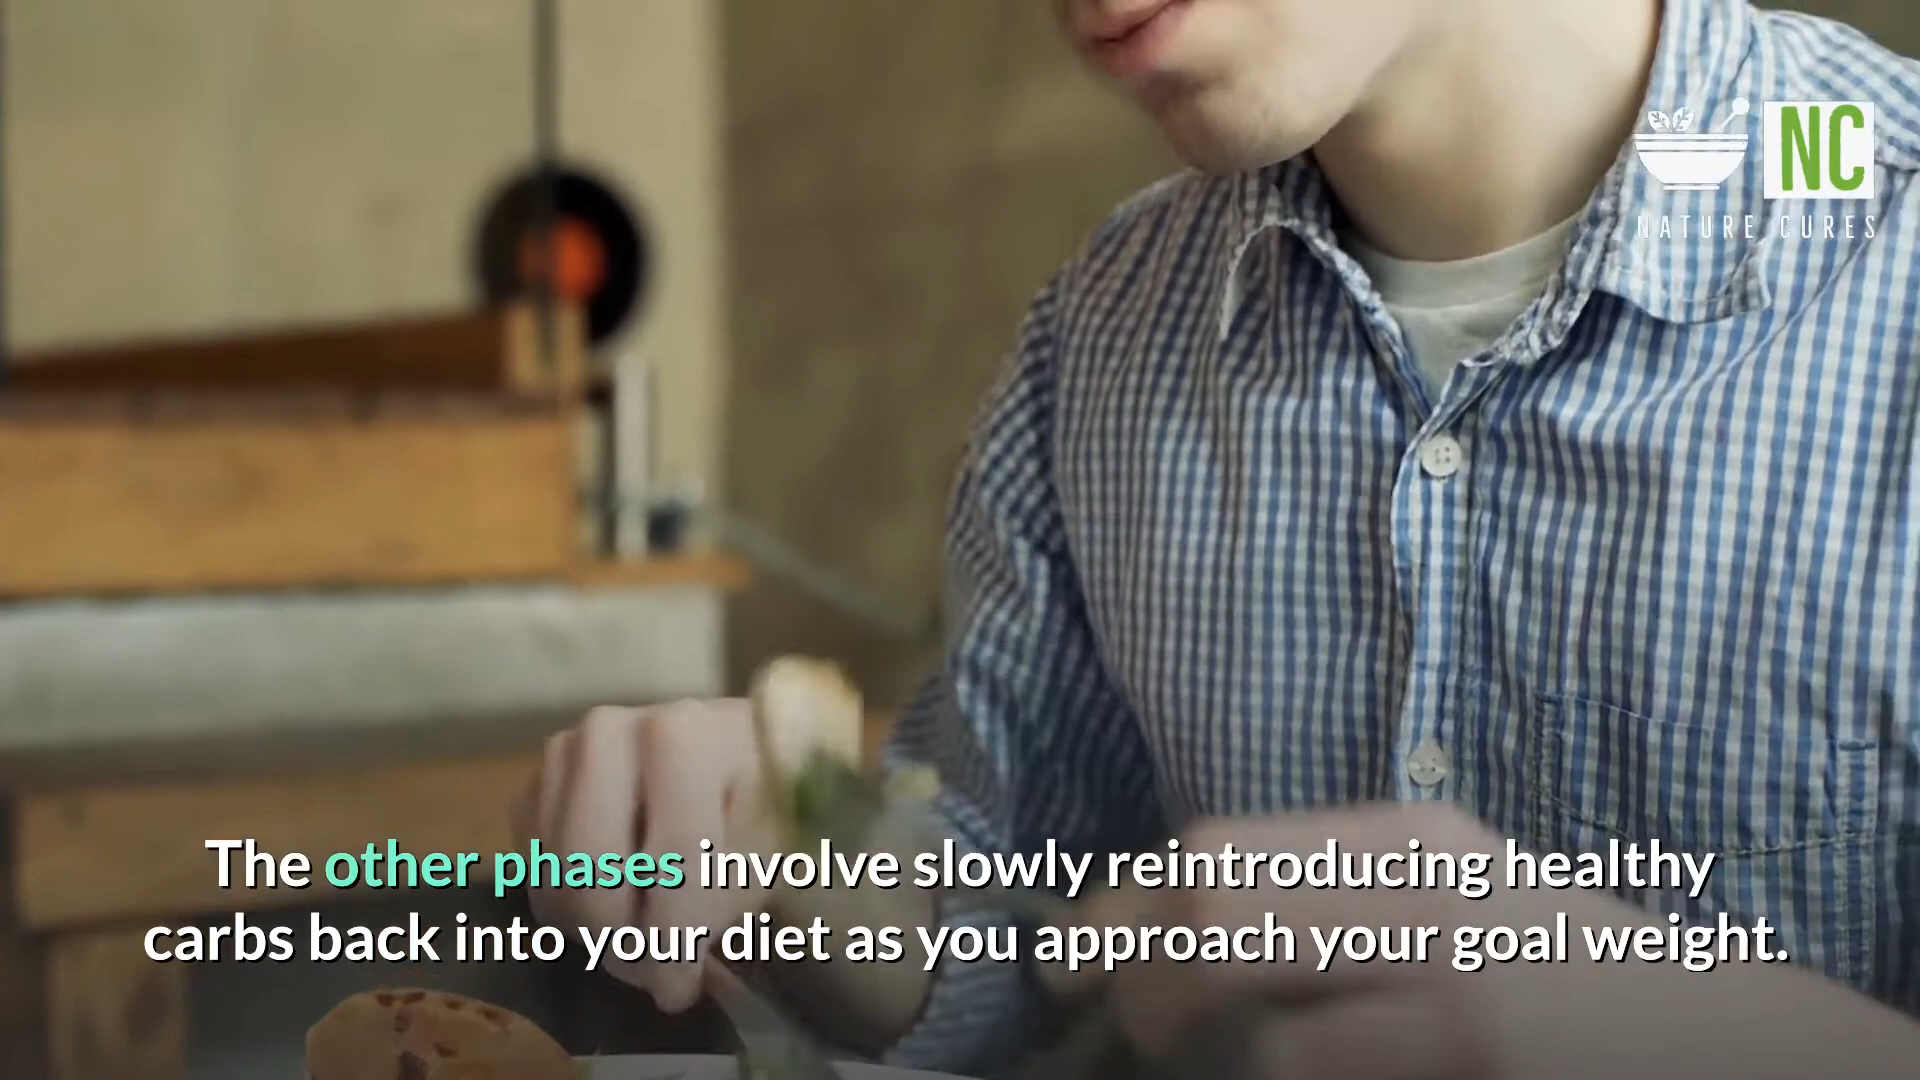 NC
NATURE CURES
The other phases involve slowly reintroducing healthy
carbs back into your diet as you approach your goal weight.